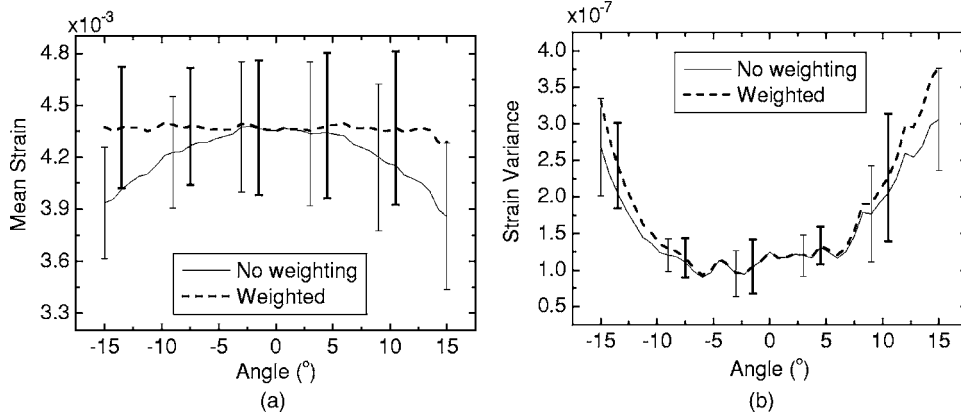 x10⁻³
4.8
4.5
4.2
3.9
3.6
3.3
Mean Strain
No weighting
Weighted
-15 -10 -5 0 5 10 15
Angle (°)
(a)
x10⁻⁷
4.0
3.5
3.0
2.5
2.0
1.5
1.0
0.5
Strain Variance
No weighting
Weighted
-15 -10 -5 0 5 10 15
Angle (°)
(b)